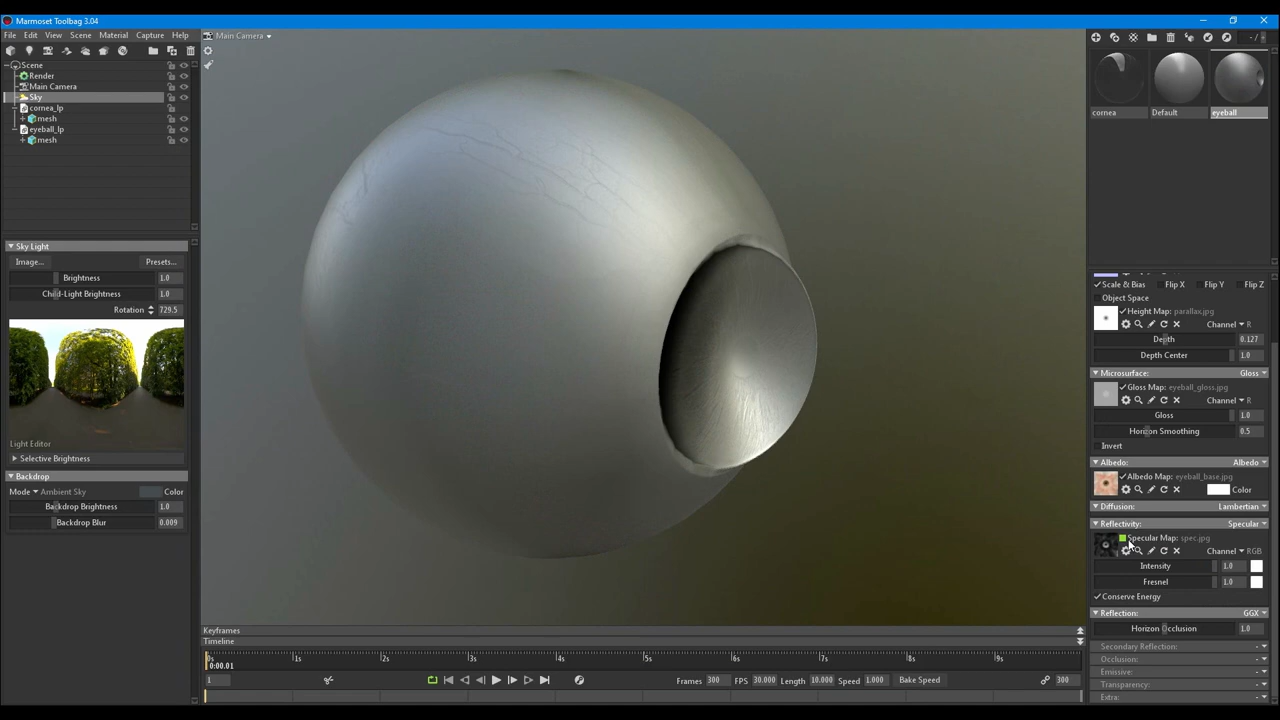 Marmoset Toolbag 3.04
File Edit View Scene Material Capture Help
Main Camera
- / -
Scene
Render
Main Camera
Sky
cornea_lp
mesh
eyeball_lp
mesh
cornea Default eyeball
Sky Light
Image... Presets...
Brightness 1.0
Child-Light Brightness 1.0
Rotation 729.5
Light Editor
Selective Brightness
Backdrop
Mode Ambient Sky Color
Backdrop Brightness 1.0
Backdrop Blur 0.009
Scale & Bias Flip X Flip Y Flip Z
Object Space
Height Map: parallax.jpg
Channel R
Depth 0.127
Depth Center 1.0
Microsurface: Gloss
Gloss Map: eyeball_gloss.jpg
Channel R
Gloss 1.0
Horizon Smoothing 0.5
Invert
Albedo: Albedo
Albedo Map: eyeball_base.jpg
Color
Diffusion: Lambertian
Reflectivity: Specular
Specular Map: spec.jpg
Channel RGB
Intensity 1.0
Fresnel 1.0
Conserve Energy
Reflection: GGX
Horizon Occlusion 1.0
Secondary Reflection: -
Occlusion: -
Emissive: -
Transparency: -
Extra: -
Keyframes
Timeline
0s 1s 2s 3s 4s 5s 6s 7s 8s 9s
0:00.01
1 Frames 300 FPS 30.000 Length 10.000 Speed 1.000 Bake Speed 300